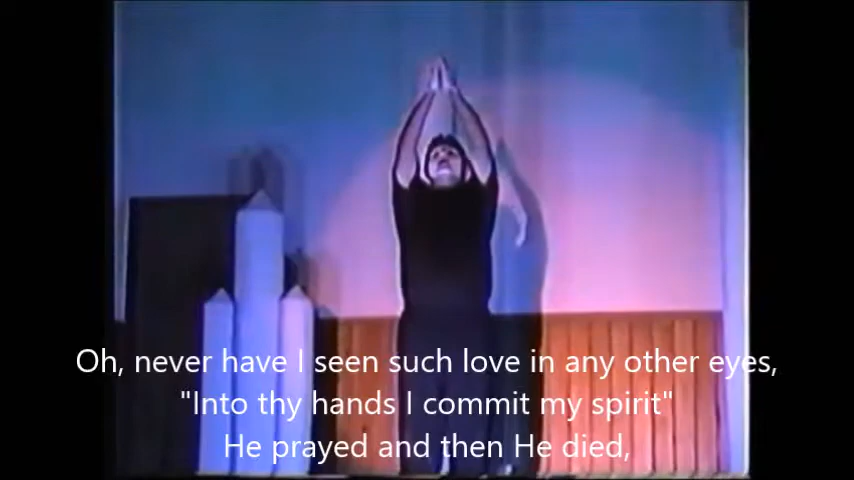 Oh, never have I seen such love in any other eyes,
"Into thy hands I commit my spirit"
He prayed and then He died,